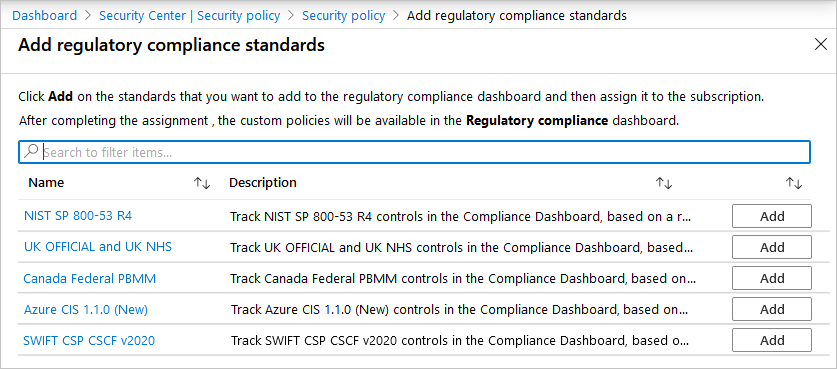 Dashboard > Security Center | Security policy > Security policy > Add regulatory compliance standards
Add regulatory compliance standards
Click Add on the standards that you want to add to the regulatory compliance dashboard and then assign it to the subscription.
After completing the assignment , the custom policies will be available in the Regulatory compliance dashboard.
Search to filter items...
Name ↑↓ Description ↑↓ ↑↓
NIST SP 800-53 R4 Track NIST SP 800-53 R4 controls in the Compliance Dashboard, based on a r... Add
UK OFFICIAL and UK NHS Track UK OFFICIAL and UK NHS controls in the Compliance Dashboard, based... Add
Canada Federal PBMM Track Canada Federal PBMM controls in the Compliance Dashboard, based on... Add
Azure CIS 1.1.0 (New) Track Azure CIS 1.1.0 (New) controls in the Compliance Dashboard, based on... Add
SWIFT CSP CSCF v2020 Track SWIFT CSP CSCF v2020 controls in the Compliance Dashboard, based on... Add